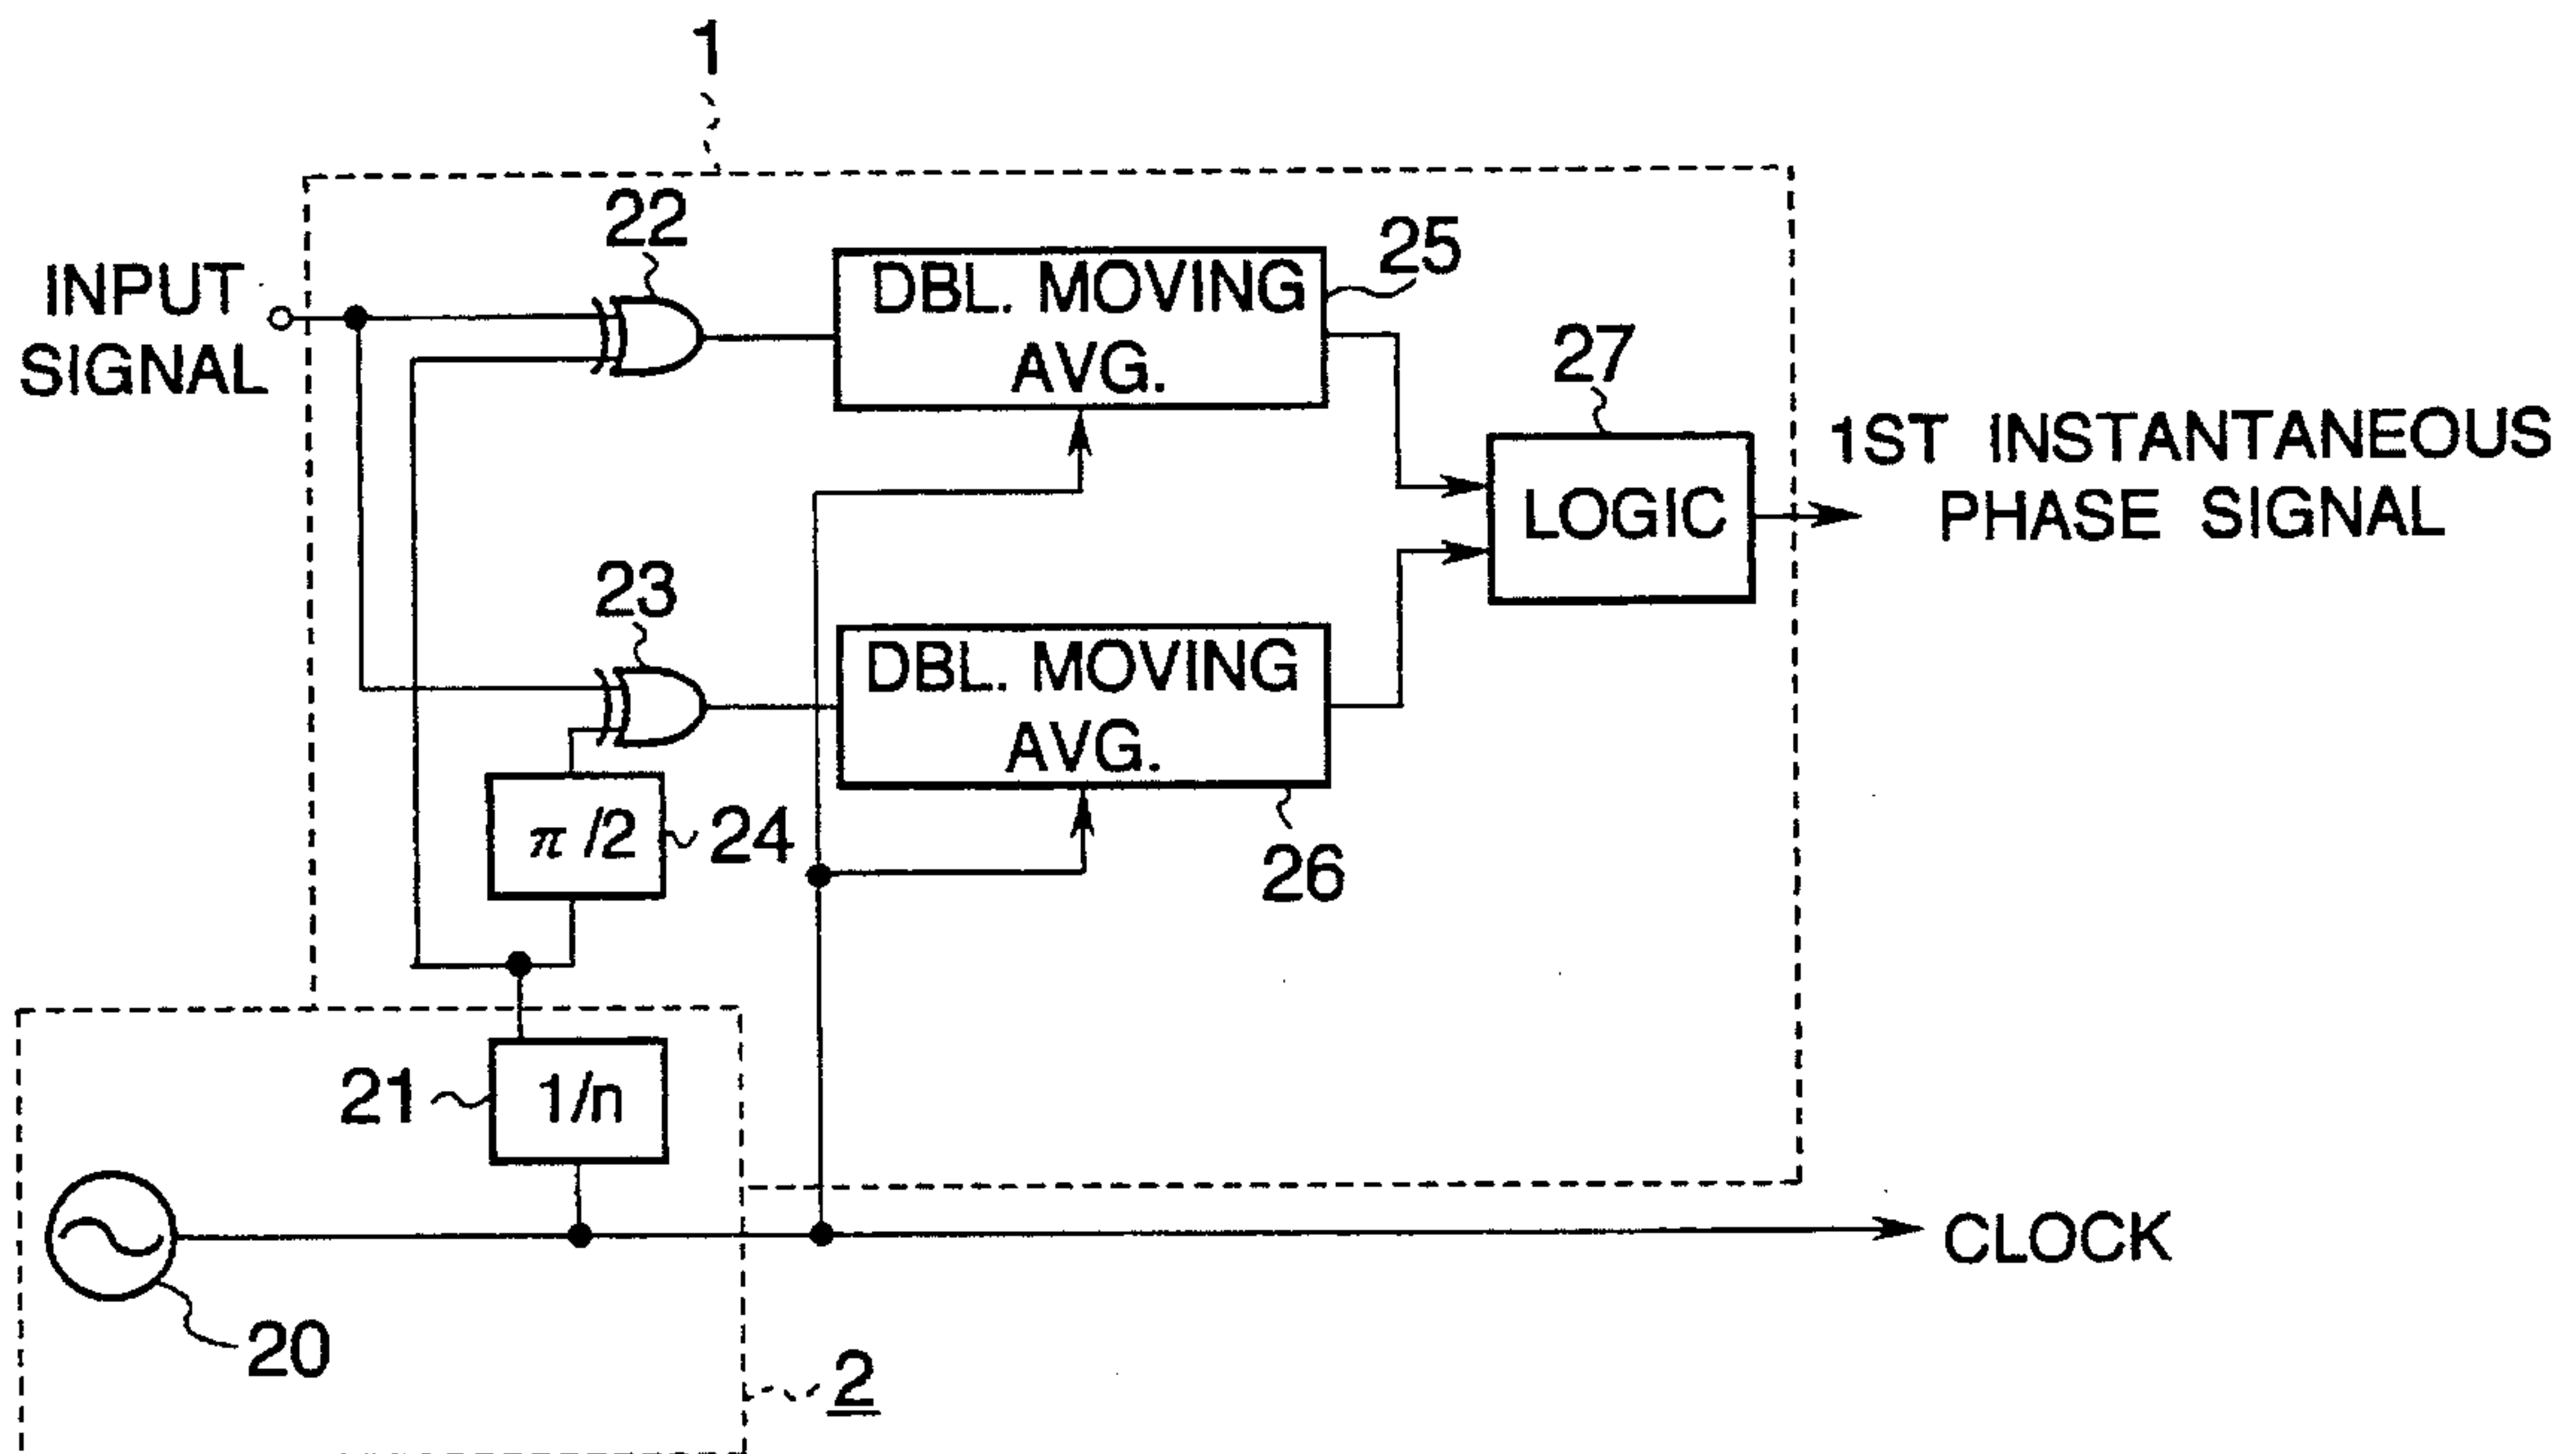 1
22
INPUT
SIGNAL
DBL. MOVING
AVG.
25
27
LOGIC
1ST INSTANTANEOUS
PHASE SIGNAL
23
DBL. MOVING
AVG.
π/2
24
26
21
1/n
CLOCK
20
2